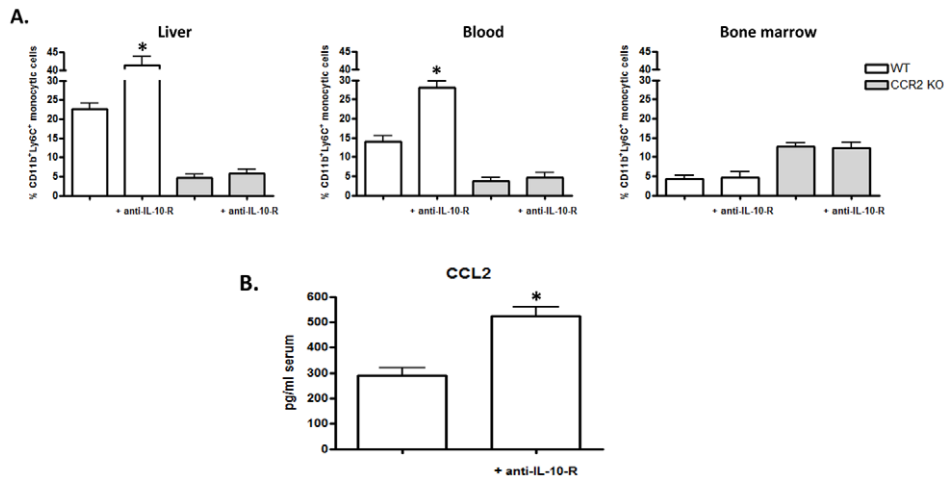 A.
Liver
Blood
Bone marrow
% CD11b⁺Ly6C⁺ monocytic cells
45
40
30
25
20
15
10
5
0
*
+ anti-IL-10-R
+ anti-IL-10-R
% CD11b⁺Ly6C⁺ monocytic cells
45
40
30
25
20
15
10
5
0
*
+ anti-IL-10-R
+ anti-IL-10-R
% CD11b⁺Ly6C⁺ monocytic cells
45
40
30
25
20
15
10
5
0
+ anti-IL-10-R
+ anti-IL-10-R
WT
CCR2 KO
B.
CCL2
pg/ml serum
600
500
400
300
200
100
0
*
+ anti-IL-10-R